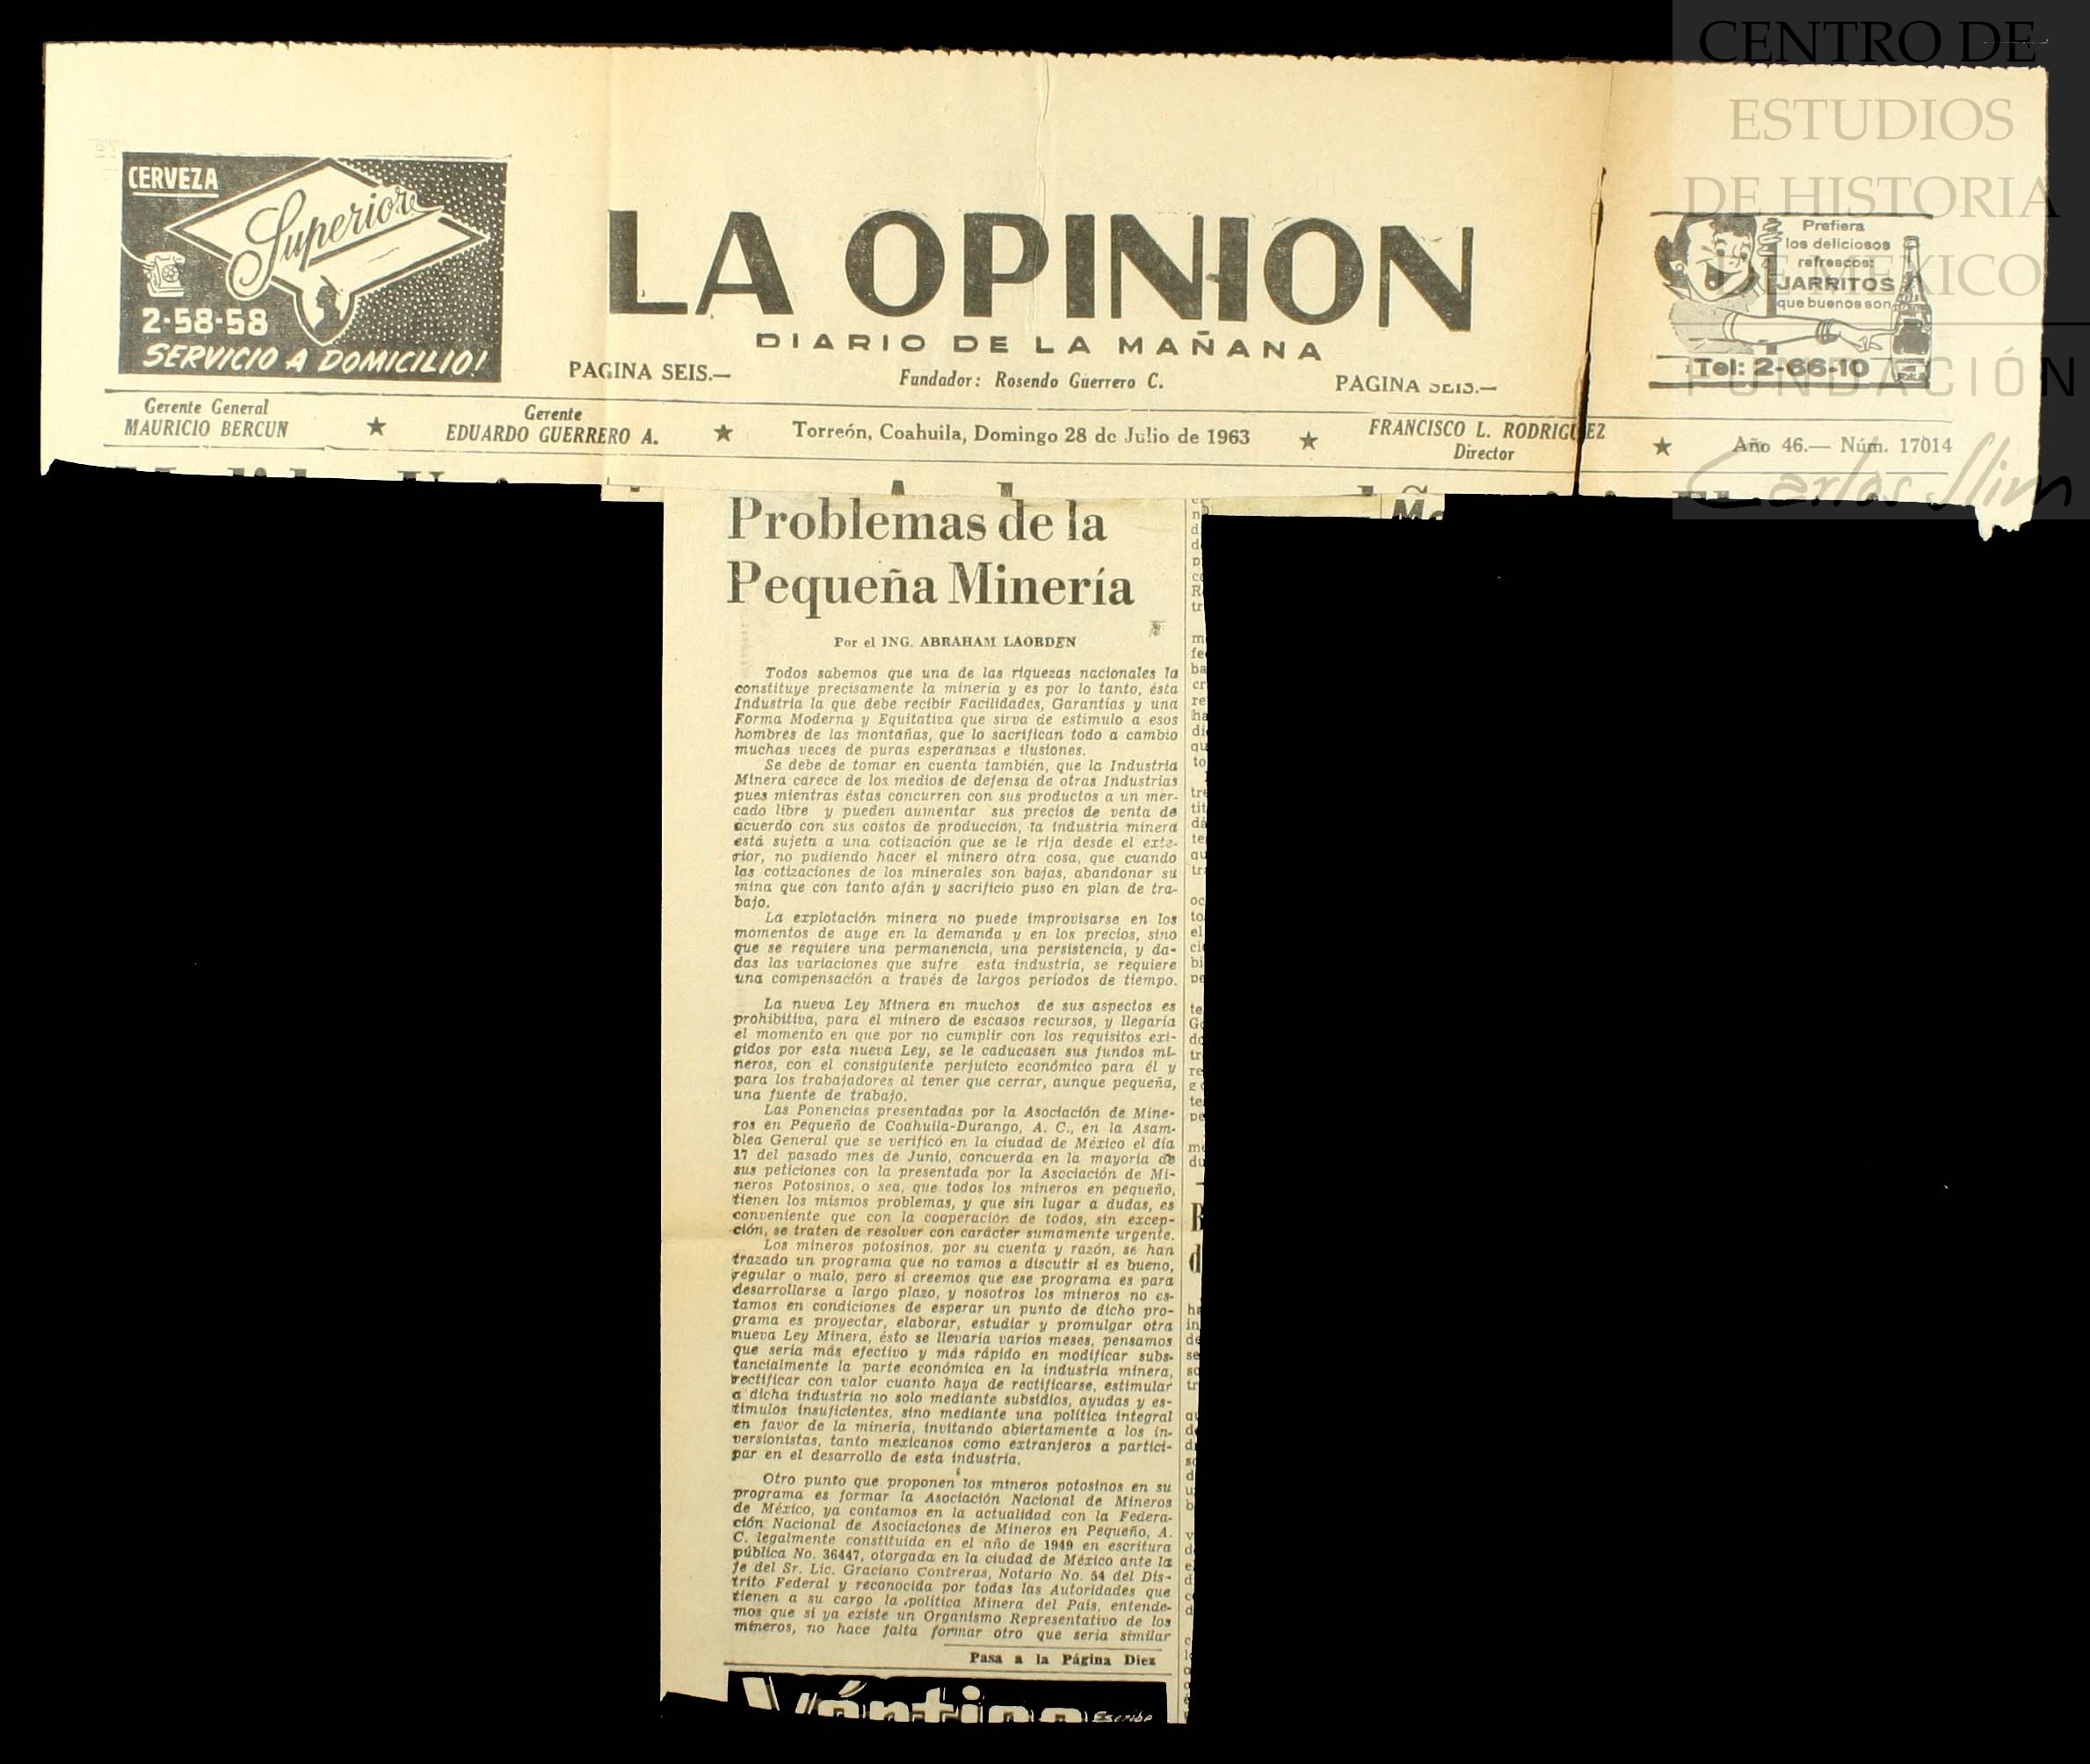 CENTRO DE
ESTUDIOS
DE HISTORIA
DE MÉXICO
FUNDACIÓN
Carlos Slim
CERVEZA
Superior
2-58-58
SERVICIO A DOMICILIO!
LA OPINION
DIARIO DE LA MAÑANA
PAGINA SEIS.—
Fundador: Rosendo Guerrero C.
PAGINA SEIS.—
Prefiera
los deliciosos
refrescos:
JARRITOS
que buenos son
Tel: 2-66-10
Gerente General
MAURICIO BERCUN
Gerente
EDUARDO GUERRERO A.
Torreón, Coahuila, Domingo 28 de Julio de 1963
FRANCISCO L. RODRIGUEZ
Director
Año 46.— Núm. 17014
Problemas de la
Pequeña Minería
Por el ING. ABRAHAM LAORDEN
Todos sabemos que una de las riquezas nacionales la
constituye precisamente la minería y es por lo tanto, ésta
Industria la que debe recibir Facilidades, Garantías y una
Forma Moderna y Equitativa que sirva de estímulo a esos
hombres de las montañas, que lo sacrifican todo a cambio
muchas veces de puras esperanzas e ilusiones.
Se debe de tomar en cuenta también, que la Industria
Minera carece de los medios de defensa de otras Industrias
pues mientras éstas concurren con sus productos a un mer-
cado libre y pueden aumentar sus precios de venta de
acuerdo con sus costos de producción, la industria minera
está sujeta a una cotización que se le rija desde el exte-
rior, no pudiendo hacer el minero otra cosa, que cuando
las cotizaciones de los minerales son bajas, abandonar su
mina que con tanto afán y sacrificio puso en plan de tra-
bajo.
La explotación minera no puede improvisarse en los
momentos de auge en la demanda y en los precios, sino
que se requiere una permanencia, una persistencia, y da-
das las variaciones que sufre esta industria, se requiere
una compensación a través de largos períodos de tiempo.
La nueva Ley Minera en muchos de sus aspectos es
prohibitiva, para el minero de escasos recursos, y llegaría
el momento en que por no cumplir con los requisitos exi-
gidos por esta nueva Ley, se le caducasen sus fundos mi-
neros, con el consiguiente perjuicio económico para él y
para los trabajadores al tener que cerrar, aunque pequeña,
una fuente de trabajo.
Las Ponencias presentadas por la Asociación de Mine-
ros en Pequeño de Coahuila-Durango, A. C., en la Asam-
blea General que se verificó en la ciudad de México el día
17 del pasado mes de Junio, concuerda en la mayoría de
sus peticiones con la presentada por la Asociación de Mi-
neros Potosinos, o sea, que todos los mineros en pequeño,
tienen los mismos problemas, y que sin lugar a dudas, es
conveniente que con la cooperación de todos, sin excep-
ción, se traten de resolver con carácter sumamente urgente.
Los mineros potosinos, por su cuenta y razón, se han
trazado un programa que no vamos a discutir si es bueno,
regular o malo, pero sí creemos que ese programa es para
desarrollarse a largo plazo, y nosotros los mineros no es-
tamos en condiciones de esperar un punto de dicho pro-
grama es proyectar, elaborar, estudiar y promulgar otra
nueva Ley Minera, ésto se llevaría varios meses, pensamos
que sería más efectivo y más rápido en modificar subs-
tancialmente la parte económica en la industria minera,
rectificar con valor cuanto haya de rectificarse, estimular
a dicha industria no solo mediante subsidios, ayudas y es-
tímulos insuficientes, sino mediante una política integral
en favor de la minería, invitando abiertamente a los in-
versionistas, tanto mexicanos como extranjeros a partici-
par en el desarrollo de esta industria.
Otro punto que proponen los mineros potosinos en su
programa es formar la Asociación Nacional de Mineros
de México, ya contamos en la actualidad con la Federa-
ción Nacional de Asociaciones de Mineros en Pequeño, A.
C. legalmente constituida en el año de 1949 en escritura
pública No. 36447, otorgada en la ciudad de México ante la
fe del Sr. Lic. Graciano Contreras, Notario No. 54 del Dis-
trito Federal y reconocida por todas las Autoridades que
tienen a su cargo la política Minera del País, entende-
mos que si ya existe un Organismo Representativo de los
mineros, no hace falta formar otro que sería similar
Pasa a la Página Diez
Escribe